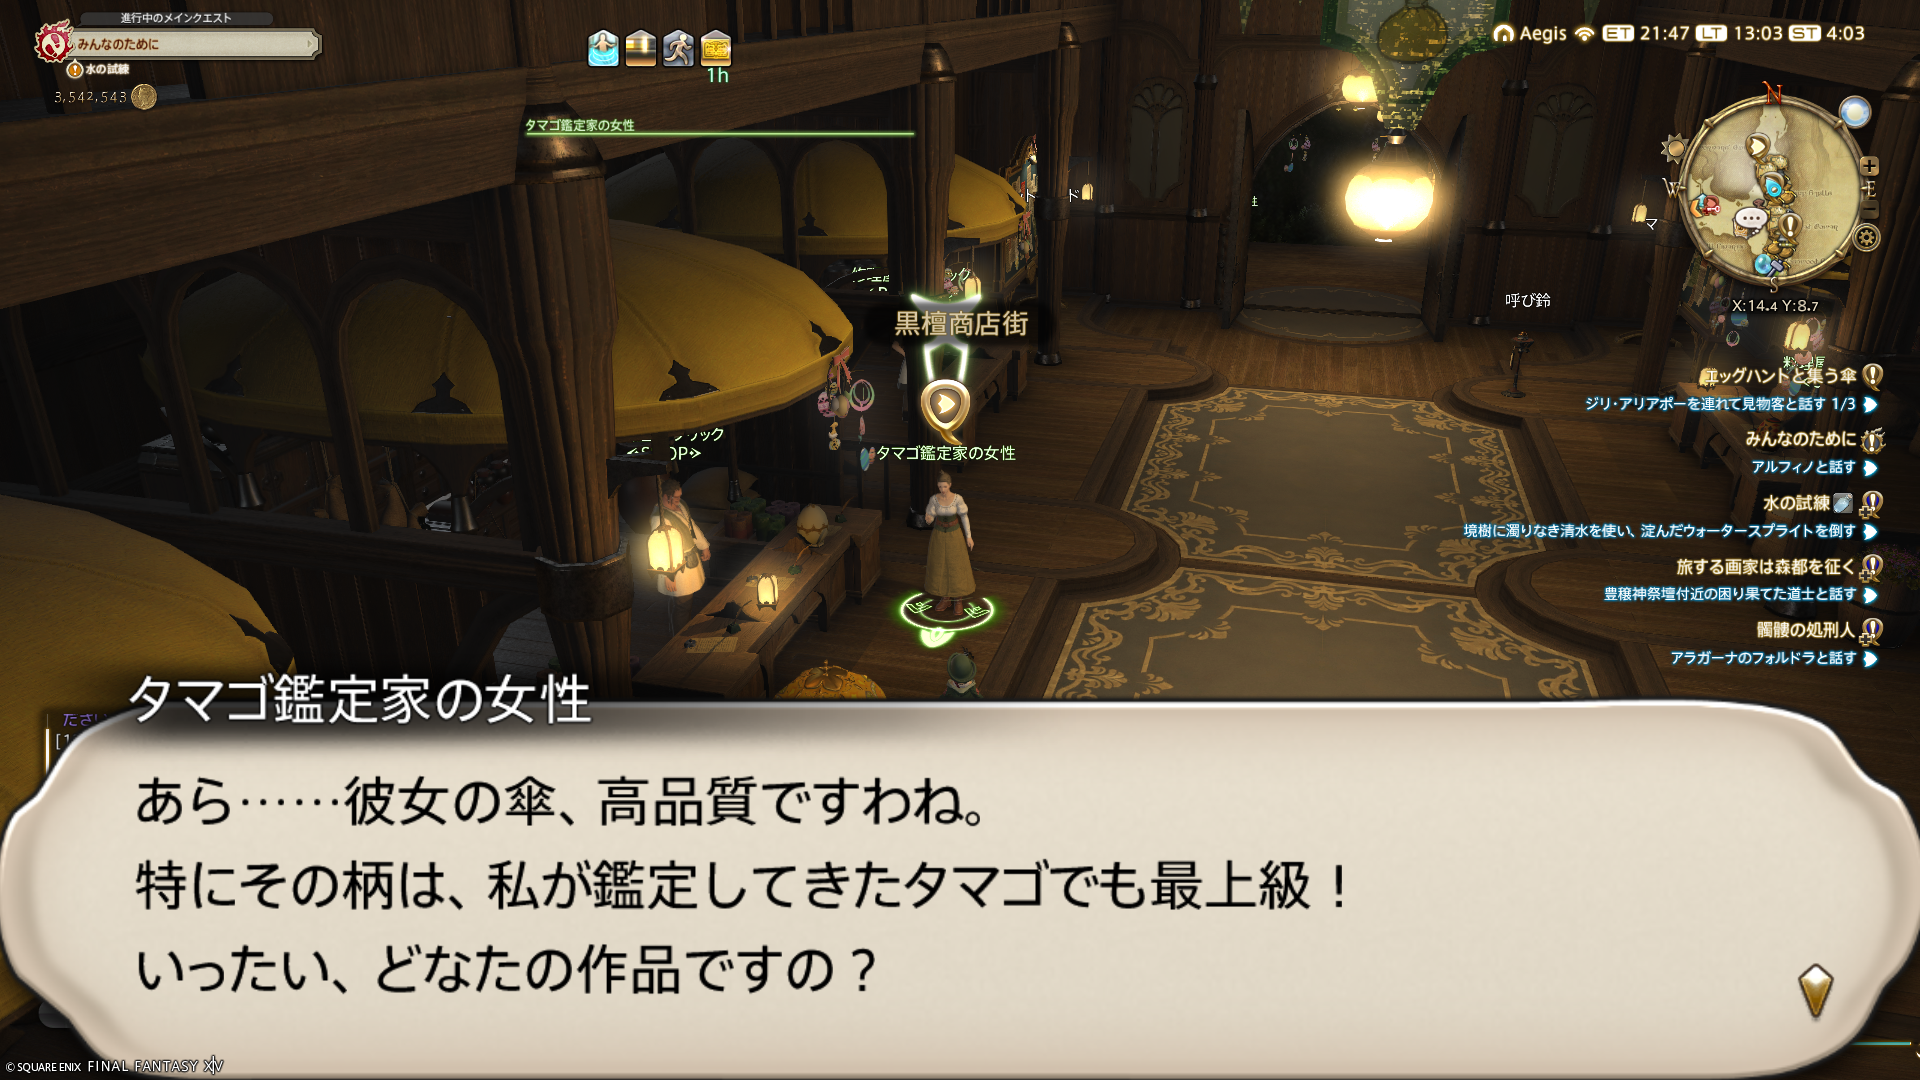 進行中のメインクエスト
みんなのために
水の試練
3,542,543
1h
Aegis ET 21:47 LT 13:03 ST 4:03
タマゴ鑑定家の女性
N
W
E
S
X:14.4 Y:8.7
呼び鈴
黒檀商店街
タマゴ鑑定家の女性
エッグハントと集う傘
ジリ・アリアポーを連れて見物客と話す 1/3
みんなのために
アルフィノと話す
水の試練
境樹に濁りなき清水を使い、淀んだウォータースプライトを倒す
旅する画家は森都を征く
豊穣神祭壇付近の困り果てた道士と話す
髑髏の処刑人
アラガーナのフォルドラと話す
タマゴ鑑定家の女性
あら……彼女の傘、高品質ですわね。
特にその柄は、私が鑑定してきたタマゴでも最上級！
いったい、どなたの作品ですの？
© SQUARE ENIX FINAL FANTASY XIV